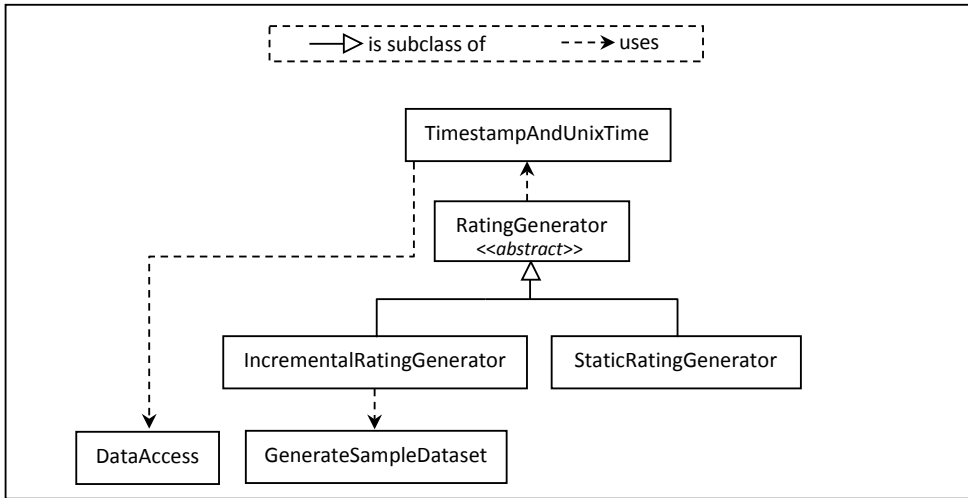 is subclass of
uses
TimestampAndUnixTime
RatingGenerator
<<abstract>>
IncrementalRatingGenerator
StaticRatingGenerator
DataAccess
GenerateSampleDataset